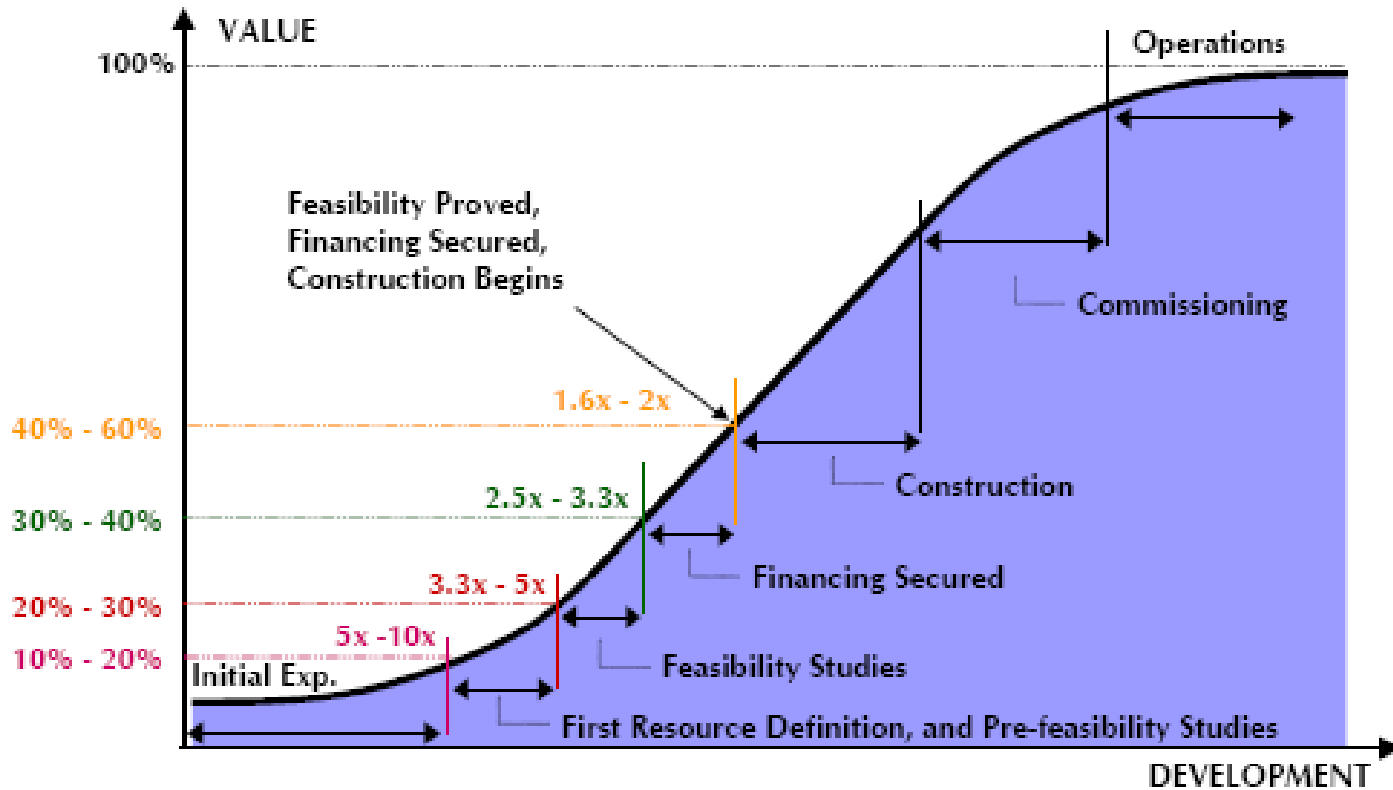 VALUE
Operations
100%
Feasibility Proved,
Financing Secured,
Construction Begins
Commissioning
1.6x - 2x
40% - 60%
Construction
2.5x - 3.3x
30% - 40%
Financing Secured
3.3x - 5x
20% - 30%
5x -10x
10% - 20%
Feasibility Studies
Initial Exp.
First Resource Definition, and Pre-feasibility Studies
DEVELOPMENT